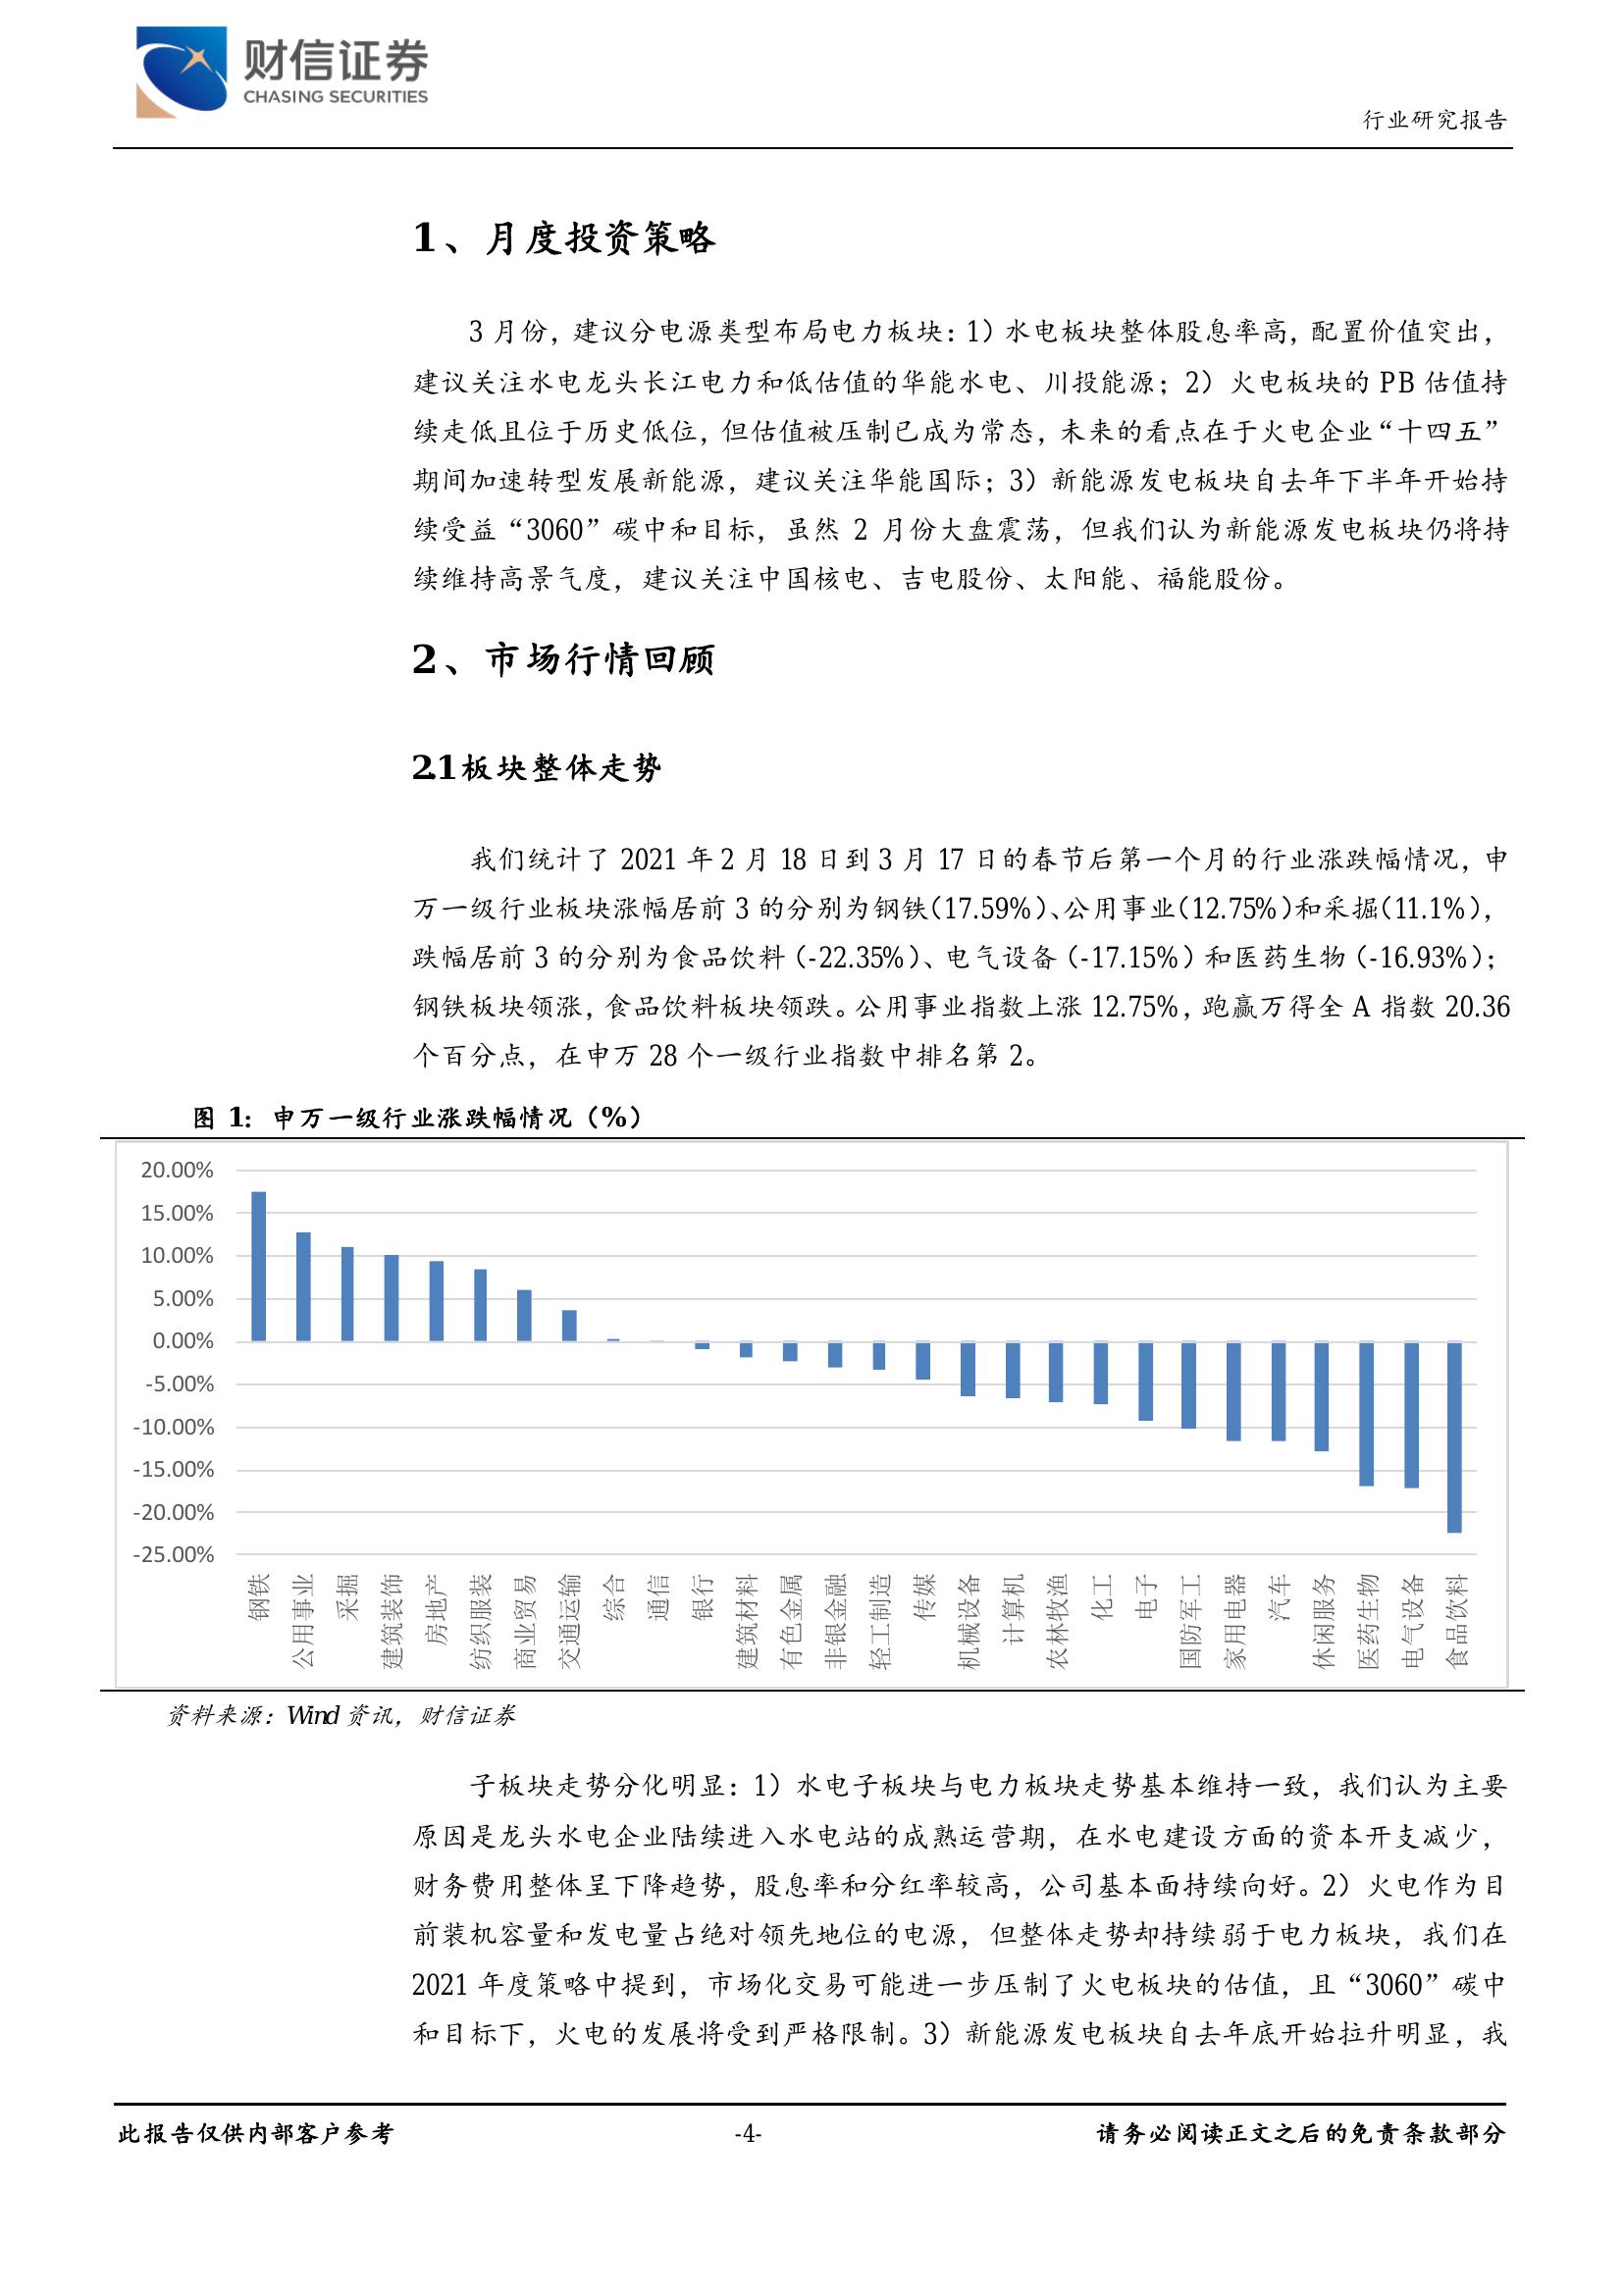 财信证券
CHASING SECURITIES
行业研究报告
1、月度投资策略
3 月份，建议分电源类型布局电力板块：1）水电板块整体股息率高，配置价值突出，
建议关注水电龙头长江电力和低估值的华能水电、川投能源；2）火电板块的 PB 估值持
续走低且位于历史低位，但估值被压制已成为常态，未来的看点在于火电企业“十四五”
期间加速转型发展新能源，建议关注华能国际；3）新能源发电板块自去年下半年开始持
续受益“3060”碳中和目标，虽然 2 月份大盘震荡，但我们认为新能源发电板块仍将持
续维持高景气度，建议关注中国核电、吉电股份、太阳能、福能股份。
2、市场行情回顾
2.1 板块整体走势
我们统计了 2021 年 2 月 18 日到 3 月 17 日的春节后第一个月的行业涨跌幅情况，申
万一级行业板块涨幅居前 3 的分别为钢铁（17.59%）、公用事业（12.75%）和采掘（11.1%），
跌幅居前 3 的分别为食品饮料（-22.35%）、电气设备（-17.15%）和医药生物（-16.93%）；
钢铁板块领涨，食品饮料板块领跌。公用事业指数上涨 12.75%，跑赢万得全 A 指数 20.36
个百分点，在申万 28 个一级行业指数中排名第 2。
图 1：申万一级行业涨跌幅情况（%）
20.00%
15.00%
10.00%
5.00%
0.00%
-5.00%
-10.00%
-15.00%
-20.00%
-25.00%
钢铁
公用事业
采掘
建筑装饰
房地产
纺织服装
商业贸易
交通运输
综合
通信
银行
建筑材料
有色金属
非银金融
轻工制造
传媒
机械设备
计算机
农林牧渔
化工
电子
国防军工
家用电器
汽车
休闲服务
医药生物
电气设备
食品饮料
资料来源：Wind 资讯，财信证券
子板块走势分化明显：1）水电子板块与电力板块走势基本维持一致，我们认为主要
原因是龙头水电企业陆续进入水电站的成熟运营期，在水电建设方面的资本开支减少，
财务费用整体呈下降趋势，股息率和分红率较高，公司基本面持续向好。2）火电作为目
前装机容量和发电量占绝对领先地位的电源，但整体走势却持续弱于电力板块，我们在
2021 年度策略中提到，市场化交易可能进一步压制了火电板块的估值，且“3060”碳中
和目标下，火电的发展将受到严格限制。3）新能源发电板块自去年底开始拉升明显，我
此报告仅供内部客户参考
-4-
请务必阅读正文之后的免责条款部分